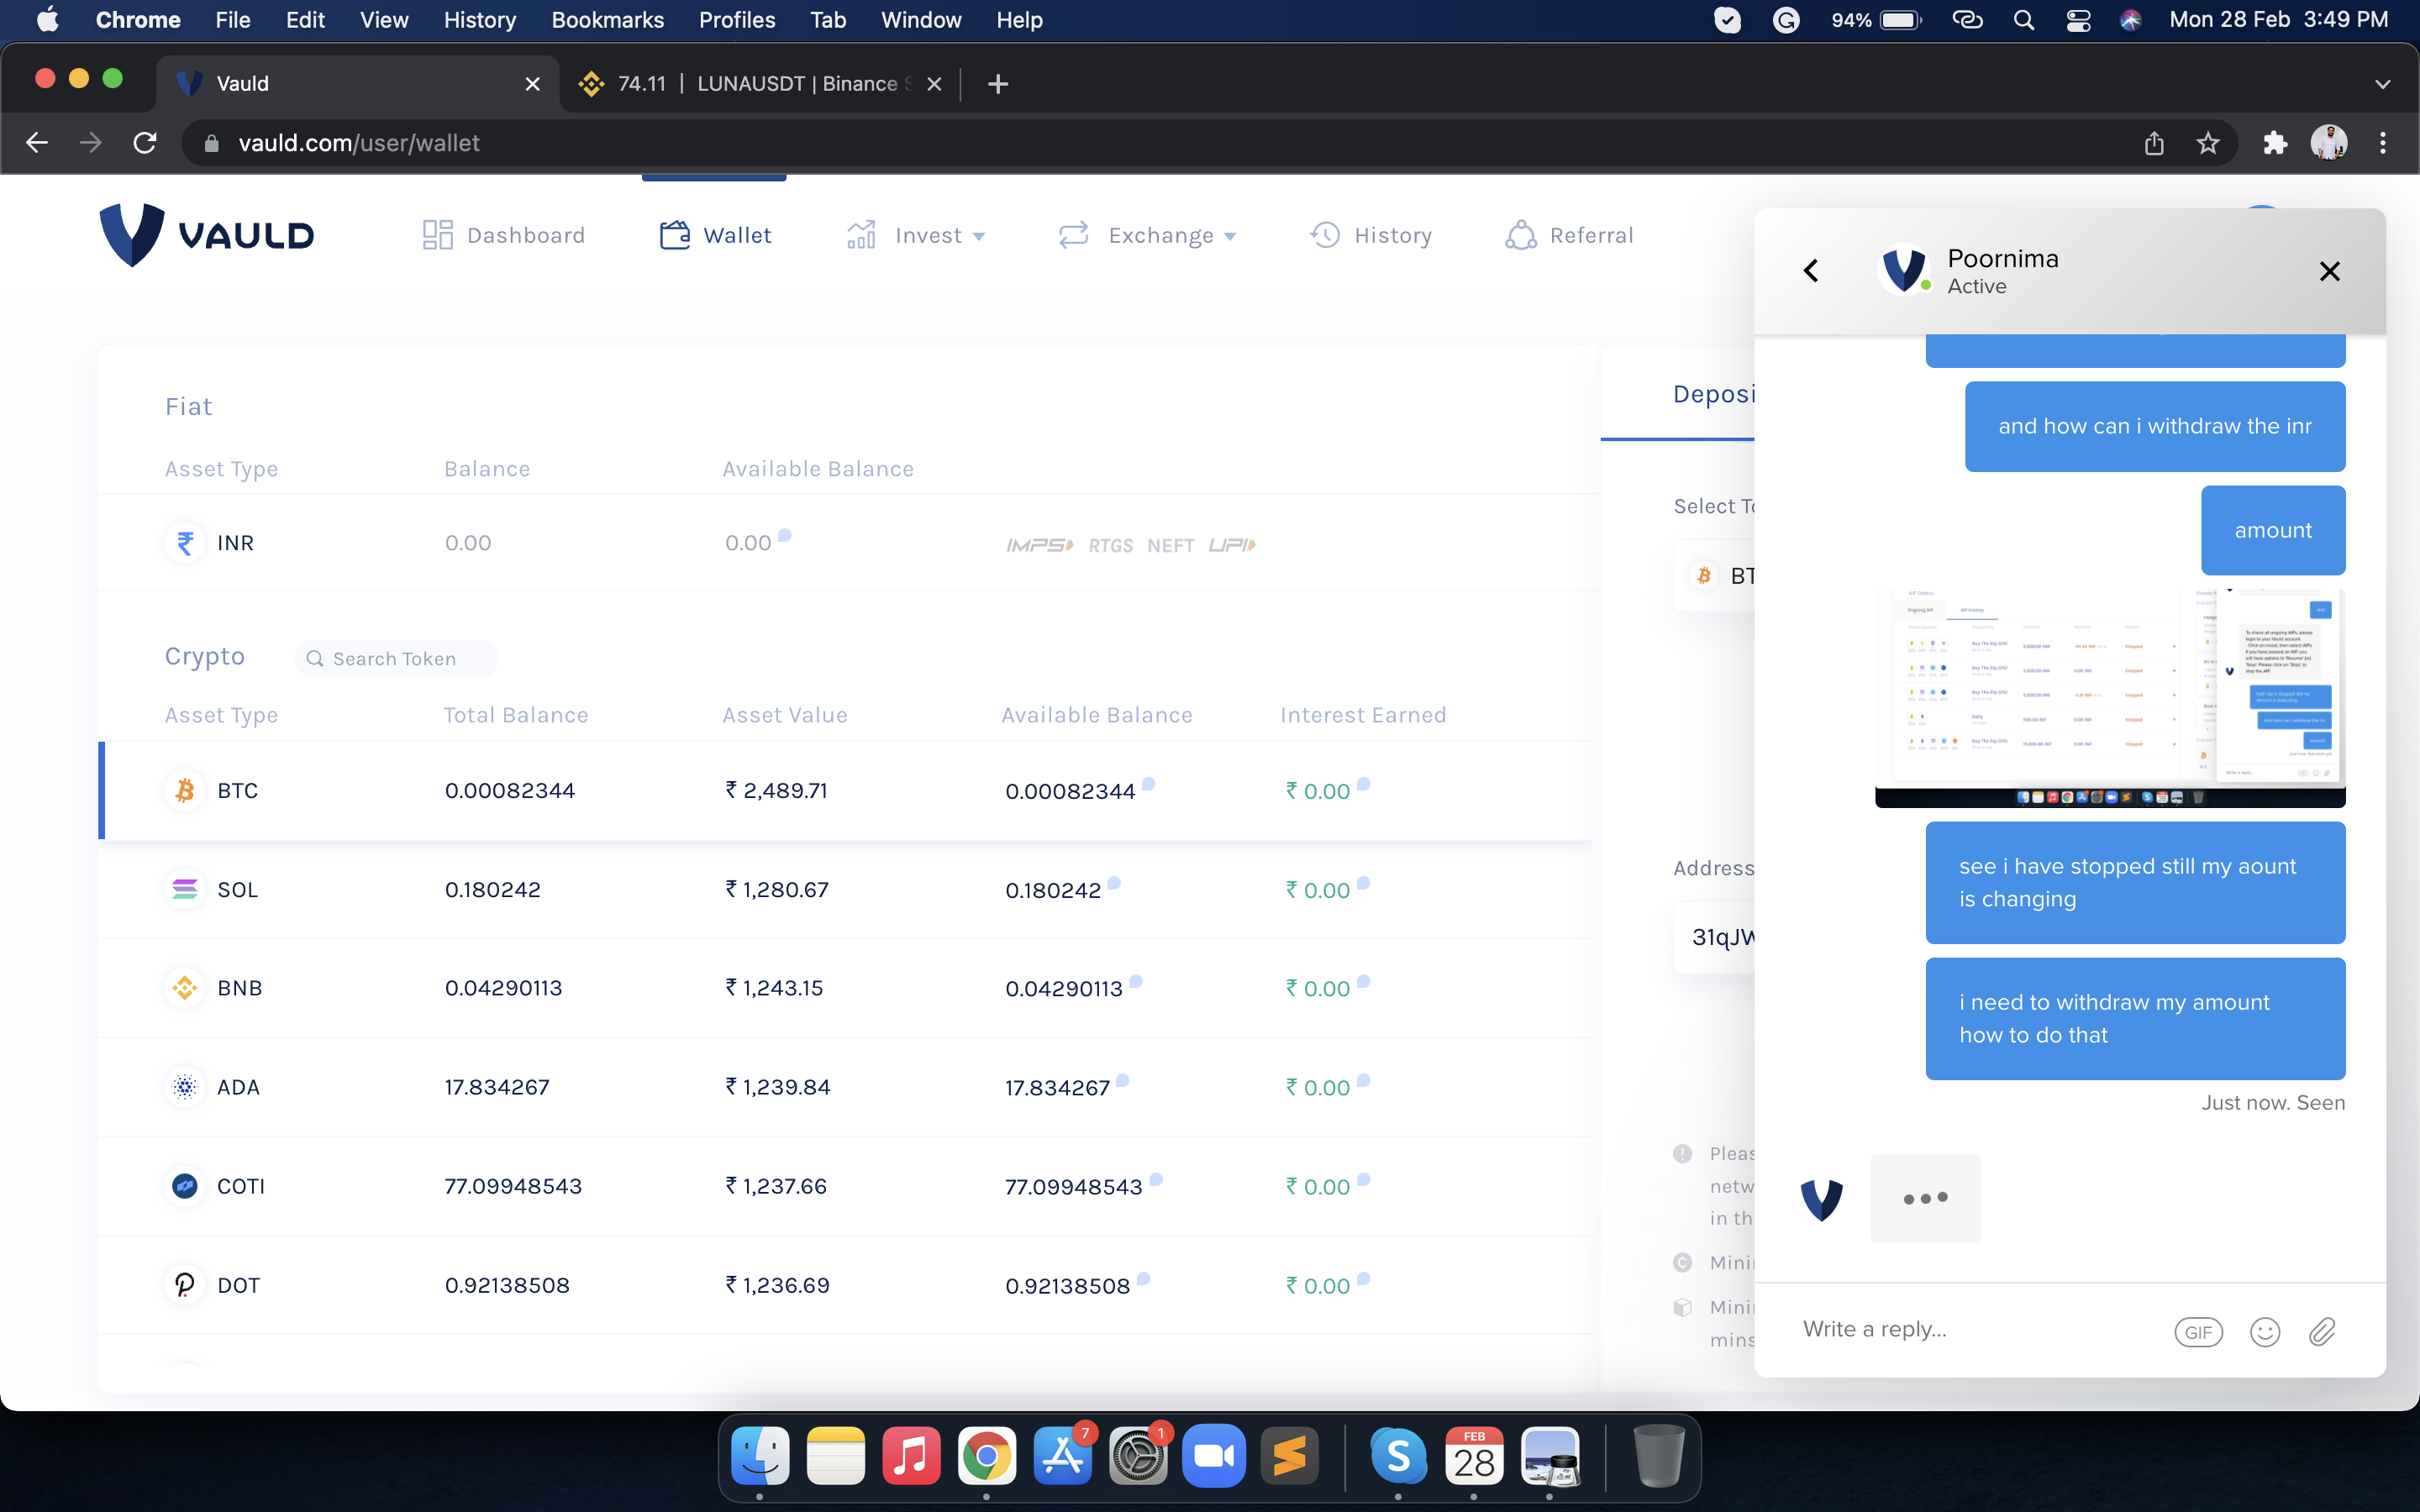 Chrome File Edit View History Bookmarks Profiles Tab Window Help
94% Mon 28 Feb 3:49 PM
Vauld
74.11 | LUNAUSDT | Binance S
vauld.com/user/wallet
VAULD
Dashboard
Wallet
Invest
Exchange
History
Referral
Fiat
Asset Type Balance Available Balance
INR 0.00 0.00 IMPS RTGS NEFT UPI
Crypto
Search Token
Asset Type Total Balance Asset Value Available Balance Interest Earned
BTC 0.00082344 ₹ 2,489.71 0.00082344 ₹ 0.00
SOL 0.180242 ₹ 1,280.67 0.180242 ₹ 0.00
BNB 0.04290113 ₹ 1,243.15 0.04290113 ₹ 0.00
ADA 17.834267 ₹ 1,239.84 17.834267 ₹ 0.00
COTI 77.09948543 ₹ 1,237.66 77.09948543 ₹ 0.00
DOT 0.92138508 ₹ 1,236.69 0.92138508 ₹ 0.00
Deposi
Select To
BT
Address
31qJW
Pleas
netw
in th
Minir
Minir
mins
Poornima
Active
and how can i withdraw the inr
amount
see i have stopped still my aount
is changing
i need to withdraw my amount
how to do that
Just now. Seen
Write a reply...
GIF
7
1
FEB
28